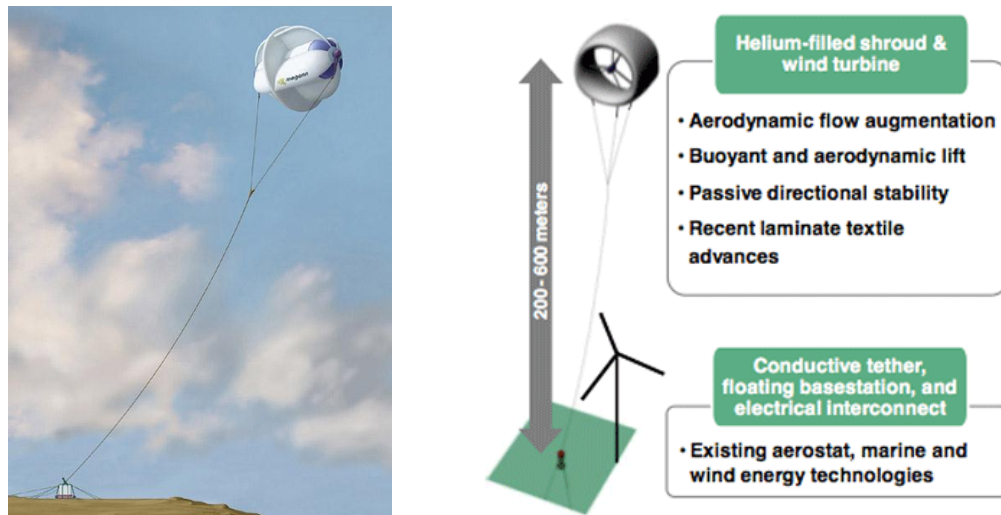 magenn
200 - 600 meters
Helium-filled shroud &
wind turbine
• Aerodynamic flow augmentation
• Buoyant and aerodynamic lift
• Passive directional stability
• Recent laminate textile
advances
Conductive tether,
floating basestation, and
electrical interconnect
• Existing aerostat, marine and
wind energy technologies